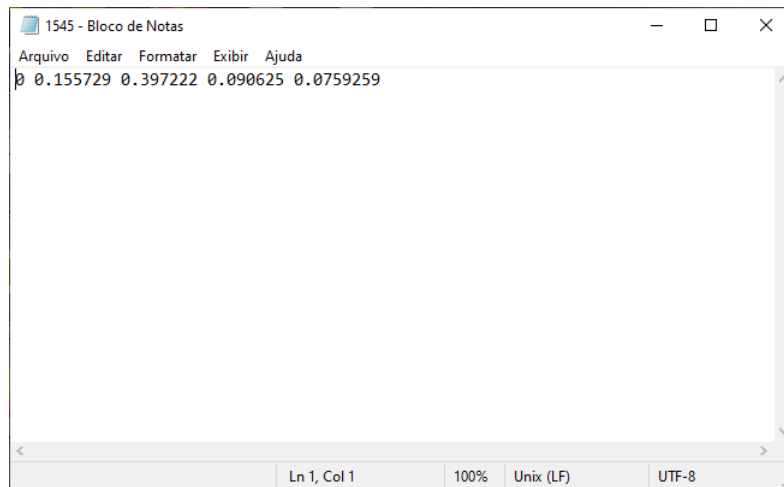 1545 - Bloco de Notas
Arquivo Editar Formatar Exibir Ajuda
0 0.155729 0.397222 0.090625 0.0759259
Ln 1, Col 1 100% Unix (LF) UTF-8